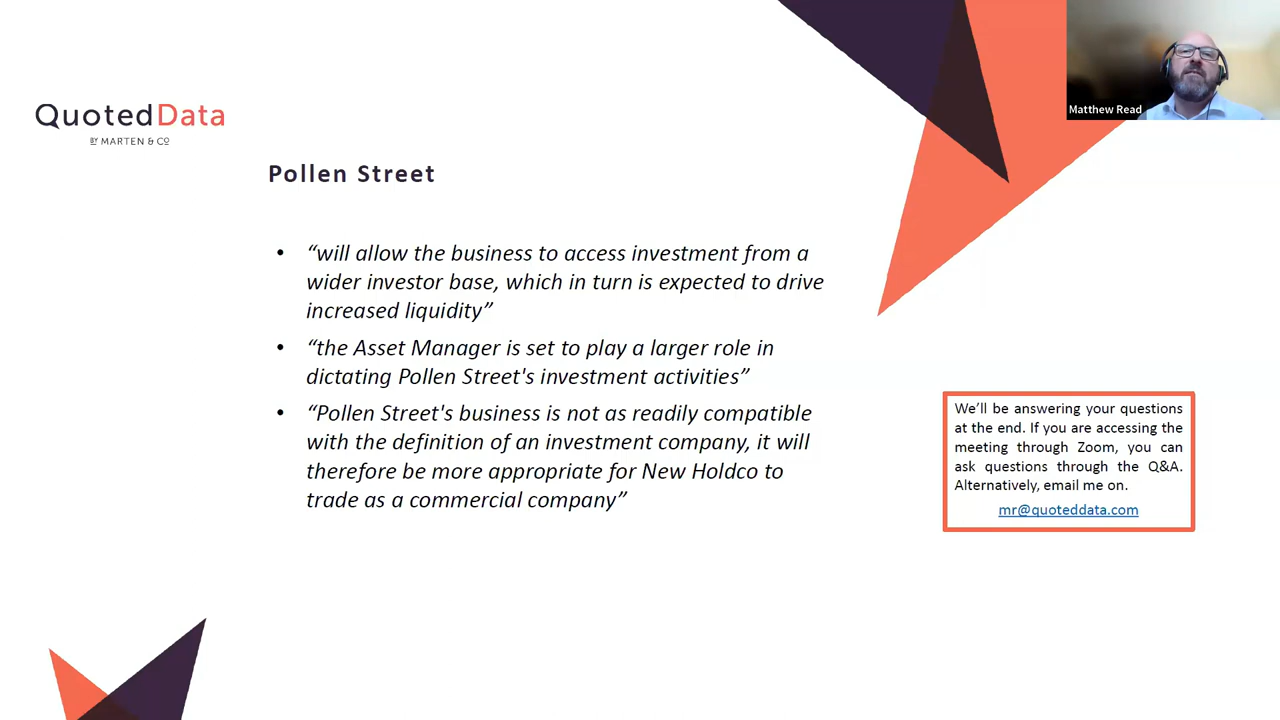 Matthew Read
QuotedData
BY MARTEN & CO
Pollen Street
• “will allow the business to access investment from a
wider investor base, which in turn is expected to drive
increased liquidity”
• “the Asset Manager is set to play a larger role in
dictating Pollen Street's investment activities”
• “Pollen Street's business is not as readily compatible
with the definition of an investment company, it will
therefore be more appropriate for New Holdco to
trade as a commercial company”
We’ll be answering your questions
at the end. If you are accessing the
meeting through Zoom, you can
ask questions through the Q&A.
Alternatively, email me on.
mr@quoteddata.com